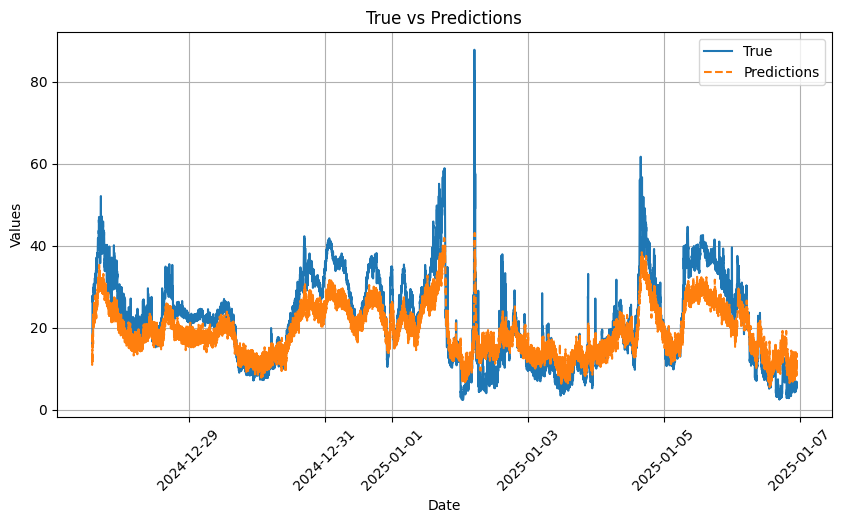 True vs Predictions
True
Predictions
Values
80
60
40
20
0
2024-12-29
2024-12-31
2025-01-01
2025-01-03
2025-01-05
2025-01-07
Date